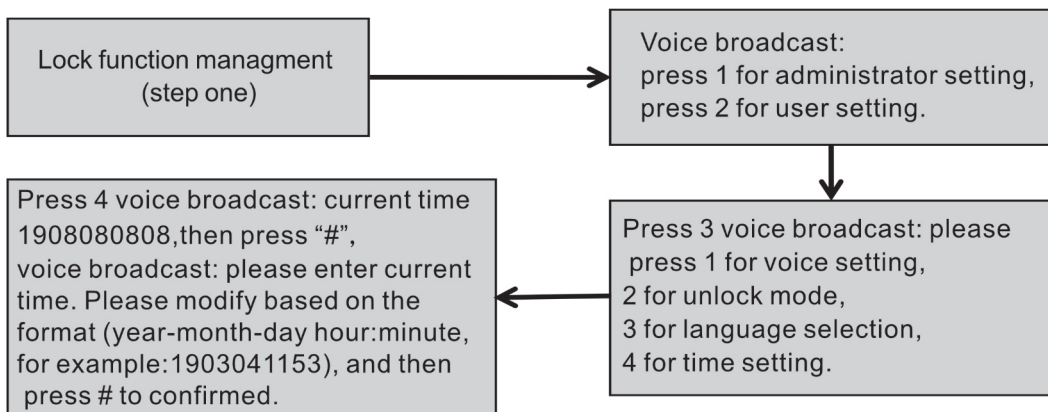 Lock function managment
(step one)
Voice broadcast:
press 1 for administrator setting,
press 2 for user setting.
Press 3 voice broadcast: please
press 1 for voice setting,
2 for unlock mode,
3 for language selection,
4 for time setting.
Press 4 voice broadcast: current time
1908080808,then press “#”,
voice broadcast: please enter current
time. Please modify based on the
format (year-month-day hour:minute,
for example:1903041153), and then
press # to confirmed.